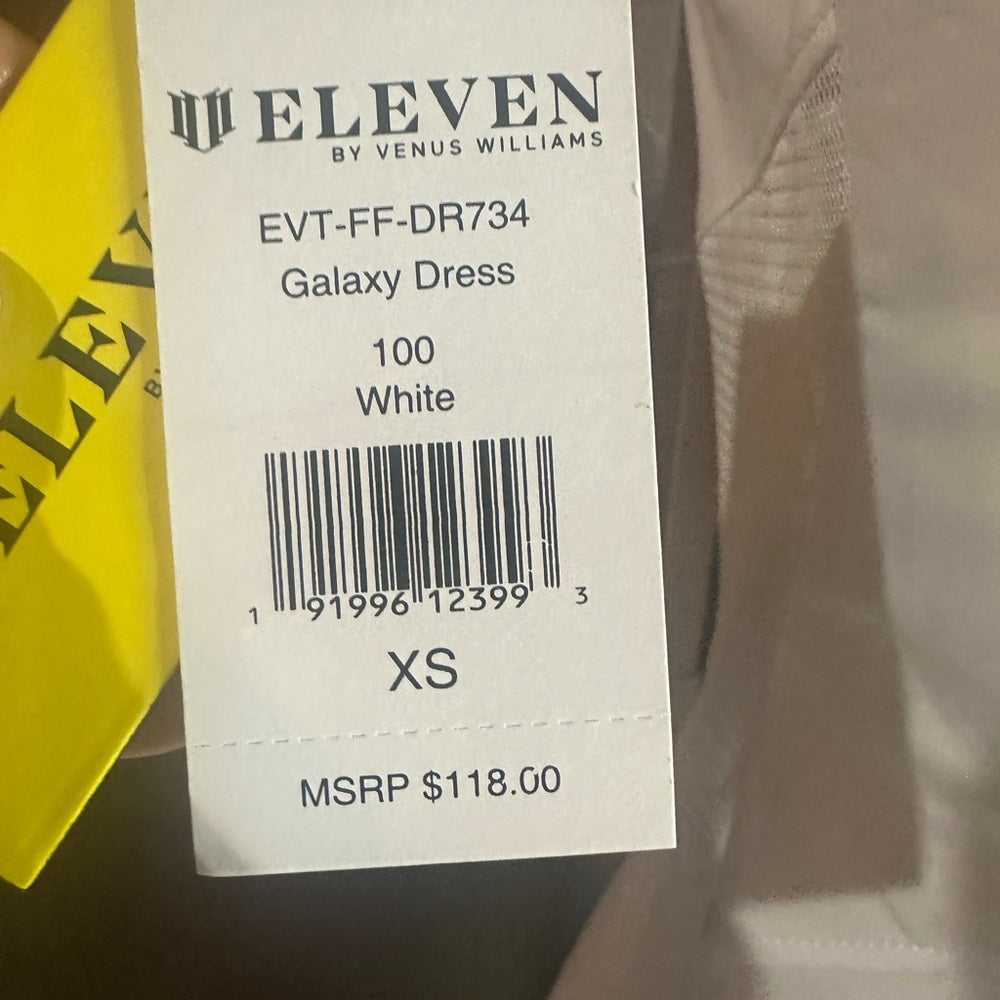 ELEVEN
BY VENUS WILLIAMS
EVT-FF-DR734
Galaxy Dress
100
White
1 91996 12399 3
XS
MSRP $118.00
ELEV